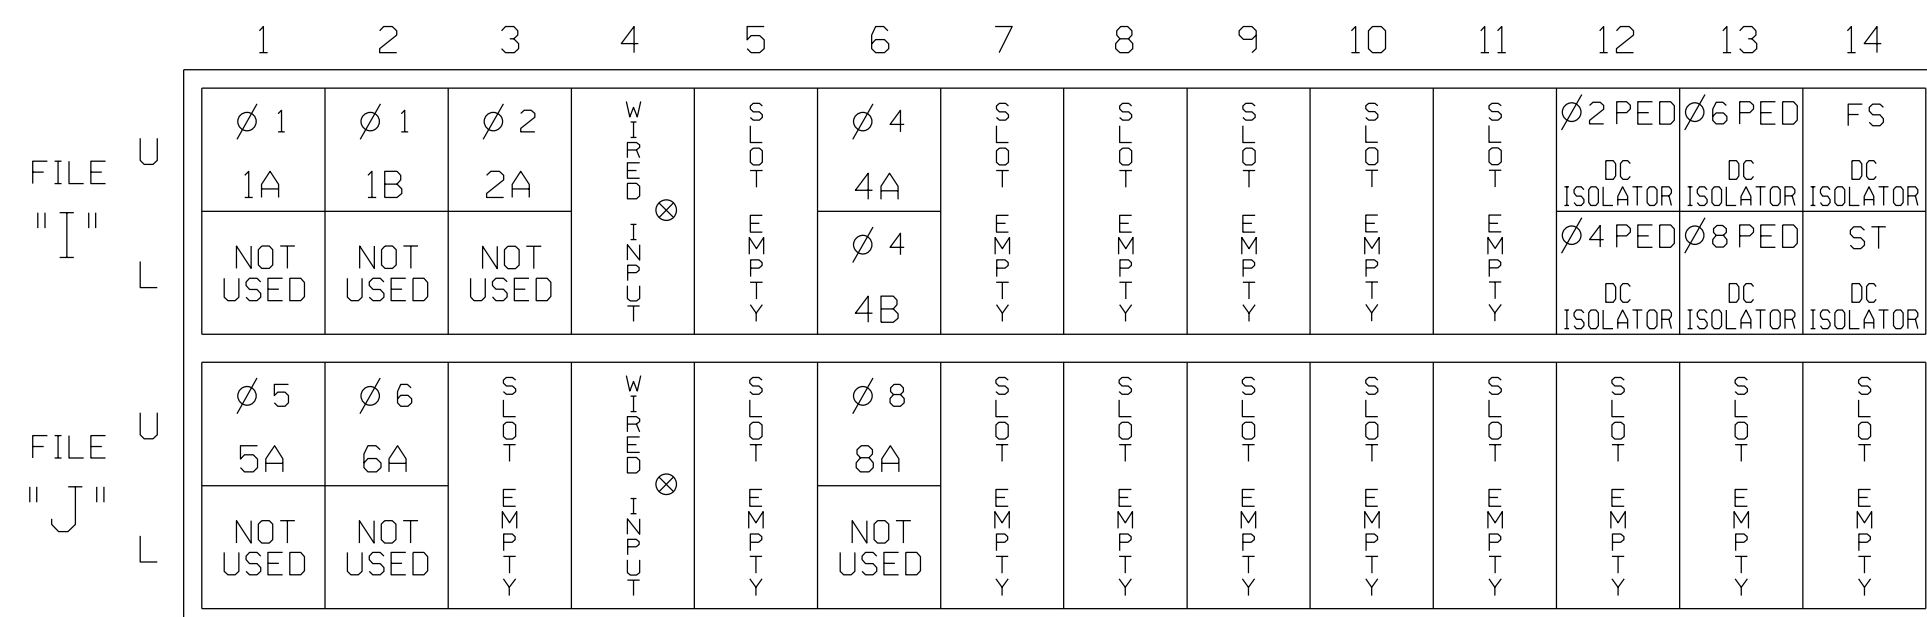 1 2 3 4 5 6 7 8 9 10 11 12 13 14
FILE "I"
U
L
Ø 1
1A
NOT USED
Ø 1
1B
NOT USED
Ø 2
2A
NOT USED
WIRED INPUT
SLOT EMPTY
Ø 4
4A
Ø 4
4B
SLOT EMPTY
SLOT EMPTY
SLOT EMPTY
SLOT EMPTY
SLOT EMPTY
Ø2 PED
DC
ISOLATOR
Ø4 PED
DC
ISOLATOR
Ø6 PED
DC
ISOLATOR
Ø8 PED
DC
ISOLATOR
FS
DC
ISOLATOR
ST
DC
ISOLATOR
FILE "J"
U
L
Ø 5
5A
NOT USED
Ø 6
6A
NOT USED
SLOT EMPTY
WIRED INPUT
SLOT EMPTY
Ø 8
8A
NOT USED
SLOT EMPTY
SLOT EMPTY
SLOT EMPTY
SLOT EMPTY
SLOT EMPTY
SLOT EMPTY
SLOT EMPTY
SLOT EMPTY